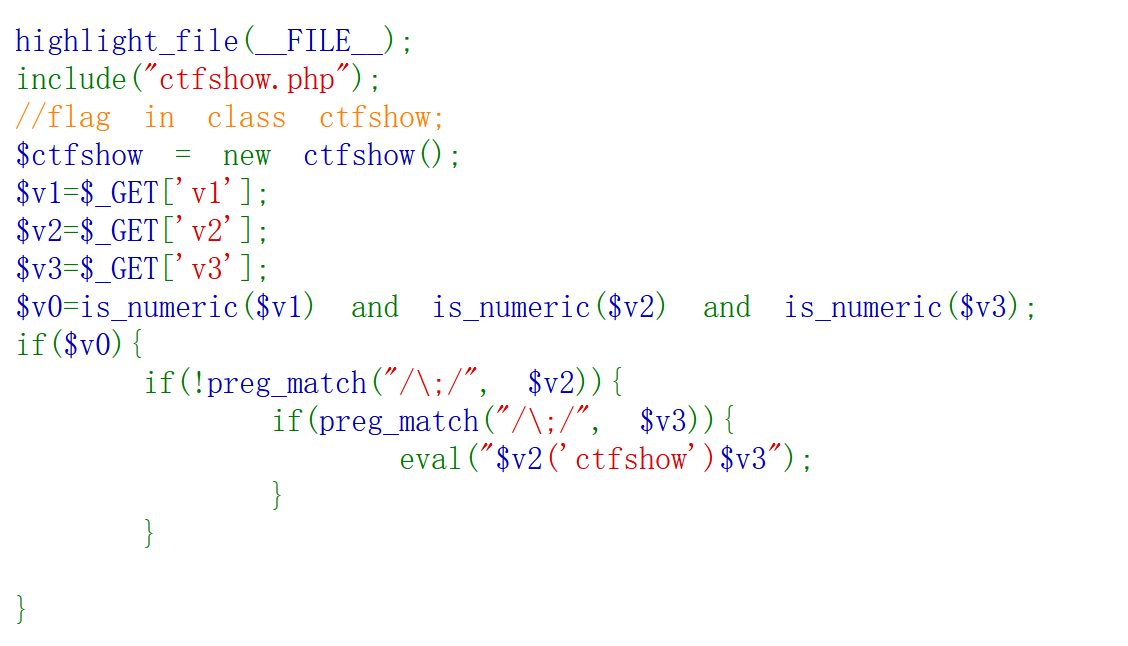 highlight_file(__FILE__);
include("ctfshow.php");
//flag in class ctfshow;
$ctfshow = new ctfshow();
$v1=$_GET['v1'];
$v2=$_GET['v2'];
$v3=$_GET['v3'];
$v0=is_numeric($v1) and is_numeric($v2) and is_numeric($v3);
if($v0){
if(!preg_match("/\;/", $v2)){
if(preg_match("/\;/", $v3)){
eval("$v2('ctfshow')$v3");
}
}
}